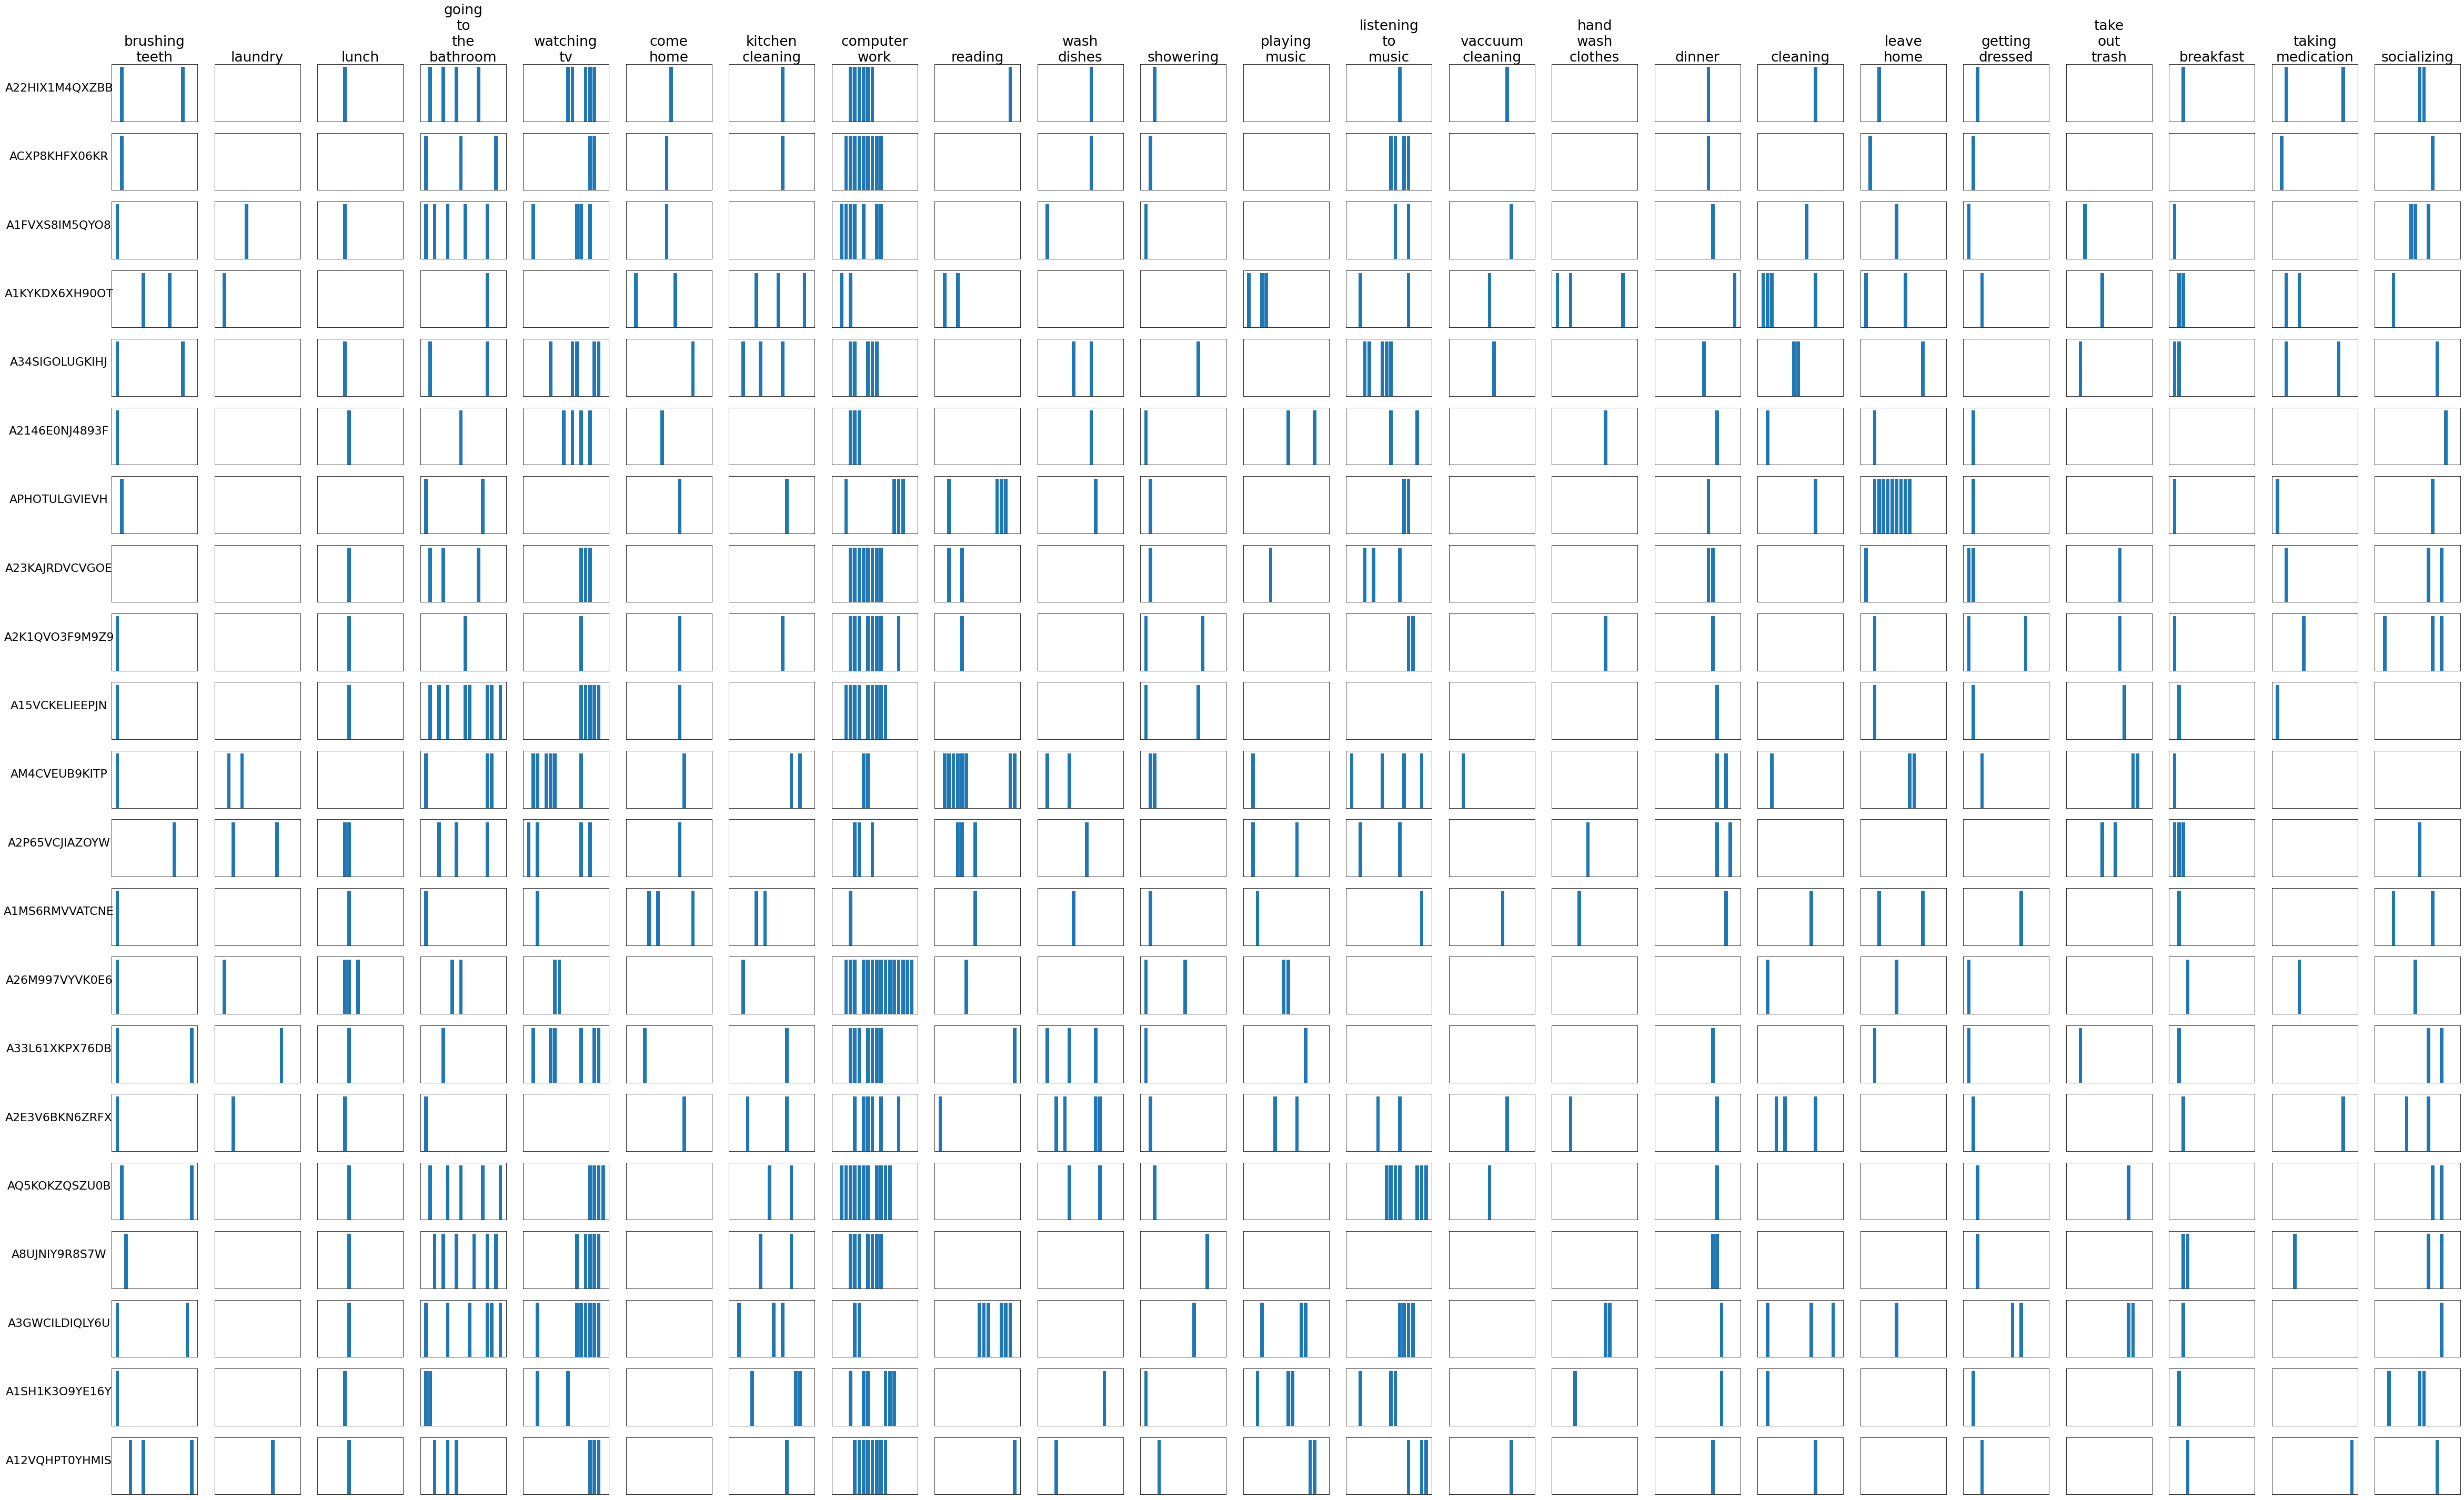 going
to
the
bathroom
listening
to
music
hand
wash
clothes
take
out
trash
brushing
teeth
laundry
lunch
watching
tv
come
home
kitchen
cleaning
computer
work
reading
wash
dishes
showering
playing
music
vaccuum
cleaning
dinner
cleaning
leave
home
getting
dressed
breakfast
taking
medication
socializing
A22HIX1M4QXZBB
ACXP8KHFX06KR
A1FVXS8IM5QYO8
A1KYKDX6XH90OT
A34SIGOLUGKIHJ
A2146E0NJ4893F
APHOTULGVIEVH
A23KAJRDVCVGOE
A2K1QVO3F9M9Z9
A15VCKELIEEPJN
AM4CVEUB9KITP
A2P65VCJIAZOYW
A1MS6RMVVATCNE
A26M997VYVK0E6
A33L61XKPX76DB
A2E3V6BKN6ZRFX
AQ5KOKZQSZU0B
A8UJNIY9R8S7W
A3GWCILDIQLY6U
A1SH1K3O9YE16Y
A12VQHPT0YHMIS